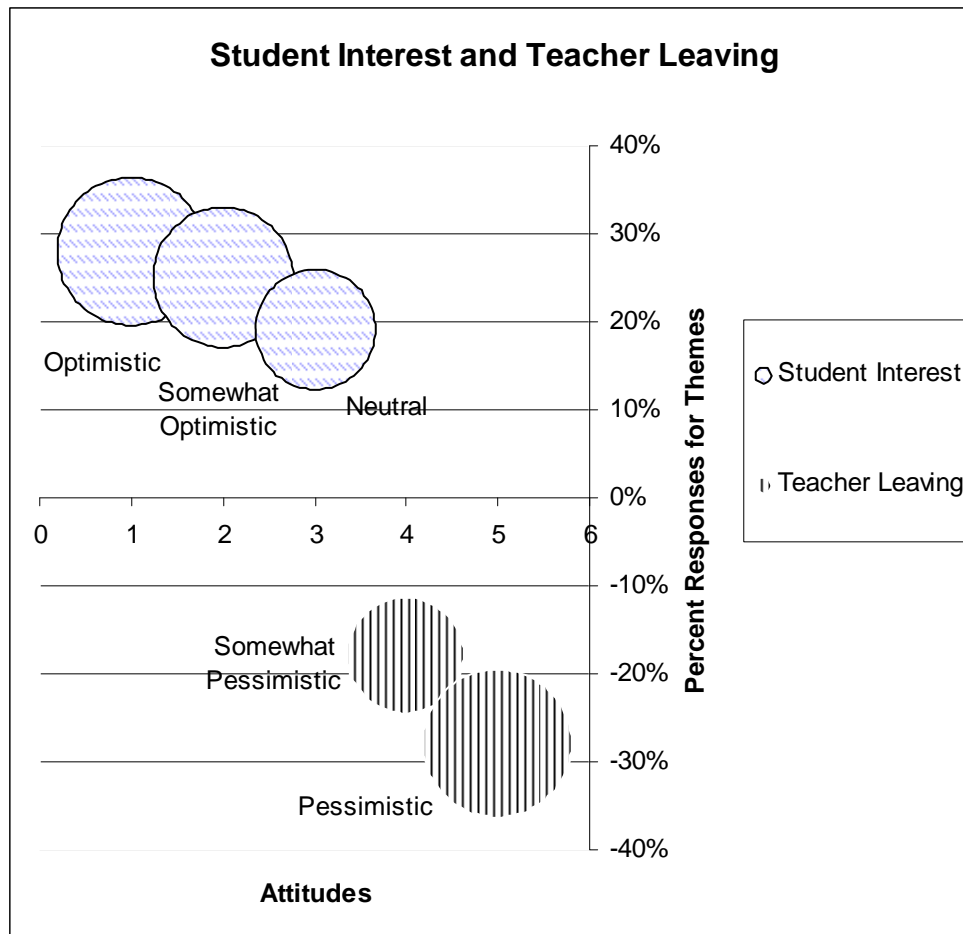 Student Interest and Teacher Leaving
40%
30%
20%
10%
0%
-10%
-20%
-30%
-40%
0 1 2 3 4 5 6
Optimistic
Somewhat
Optimistic
Neutral
Somewhat
Pessimistic
Pessimistic
Attitudes
Percent Responses for Themes
Student Interest
Teacher Leaving